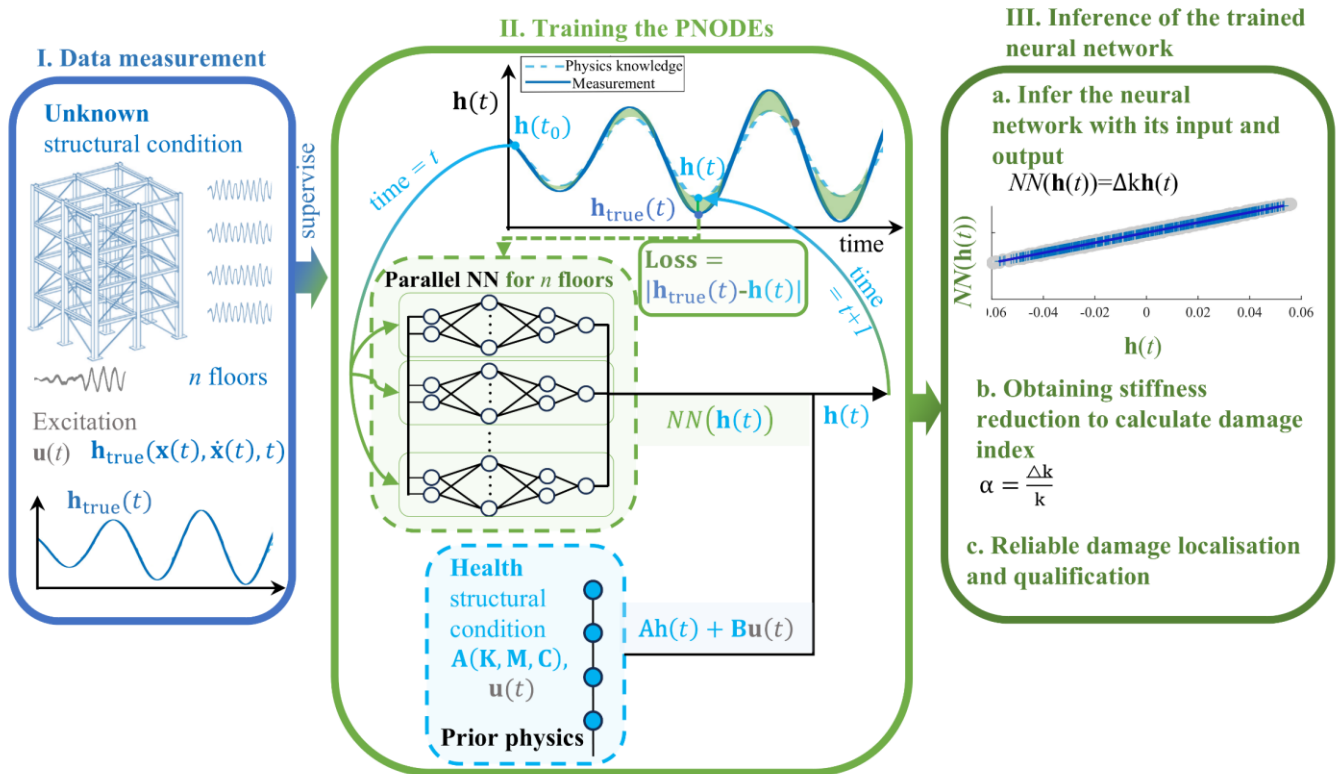 I. Data measurement
Unknown
structural condition
n floors
Excitation
u(t)
h_true(x(t), ẋ(t), t)
h_true(t)
supervise
II. Training the PNODEs
Physics knowledge
Measurement
h(t)
h(t₀)
time = t
h(t)
h_true(t)
time
Loss =
|h_true(t)-h(t)|
time
= t+1
Parallel NN for n floors
NN(h(t))
h(t)
Health
structural
condition
A(K, M, C),
u(t)
Prior physics
Ah(t) + Bu(t)
III. Inference of the trained
neural network
a. Infer the neural
network with its input and
output
NN(h(t))=Δkh(t)
NN(h(t))
.06
-0.04
-0.02
0
0.02
0.04
0.06
h(t)
b. Obtaining stiffness
reduction to calculate damage
index
α = Δk/k
c. Reliable damage localisation
and qualification